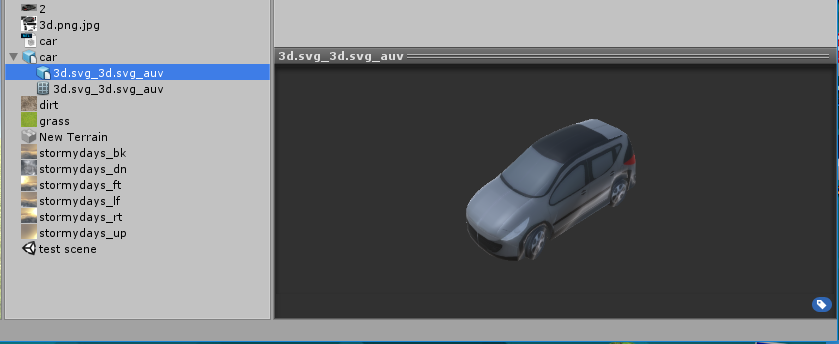 2
3d.png.jpg
car
car
3d.svg_3d.svg_auv
3d.svg_3d.svg_auv
dirt
grass
New Terrain
stormydays_bk
stormydays_dn
stormydays_ft
stormydays_lf
stormydays_rt
stormydays_up
test scene
3d.svg_3d.svg_auv